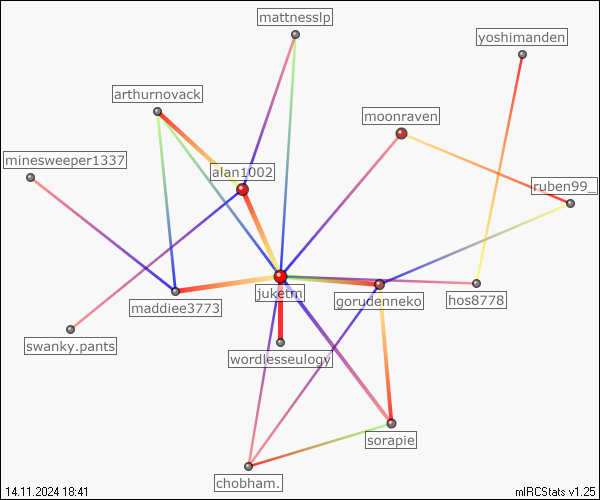 mattnesslp
yoshimanden
arthurnovack
moonraven
minesweeper1337
alan1002
ruben99_
juketm
maddiee3773
gorudenneko
hos8778
swanky.pants
wordlesseulogy
sorapie
chobham.
14.11.2024 18:41
mIRCStats v1.25